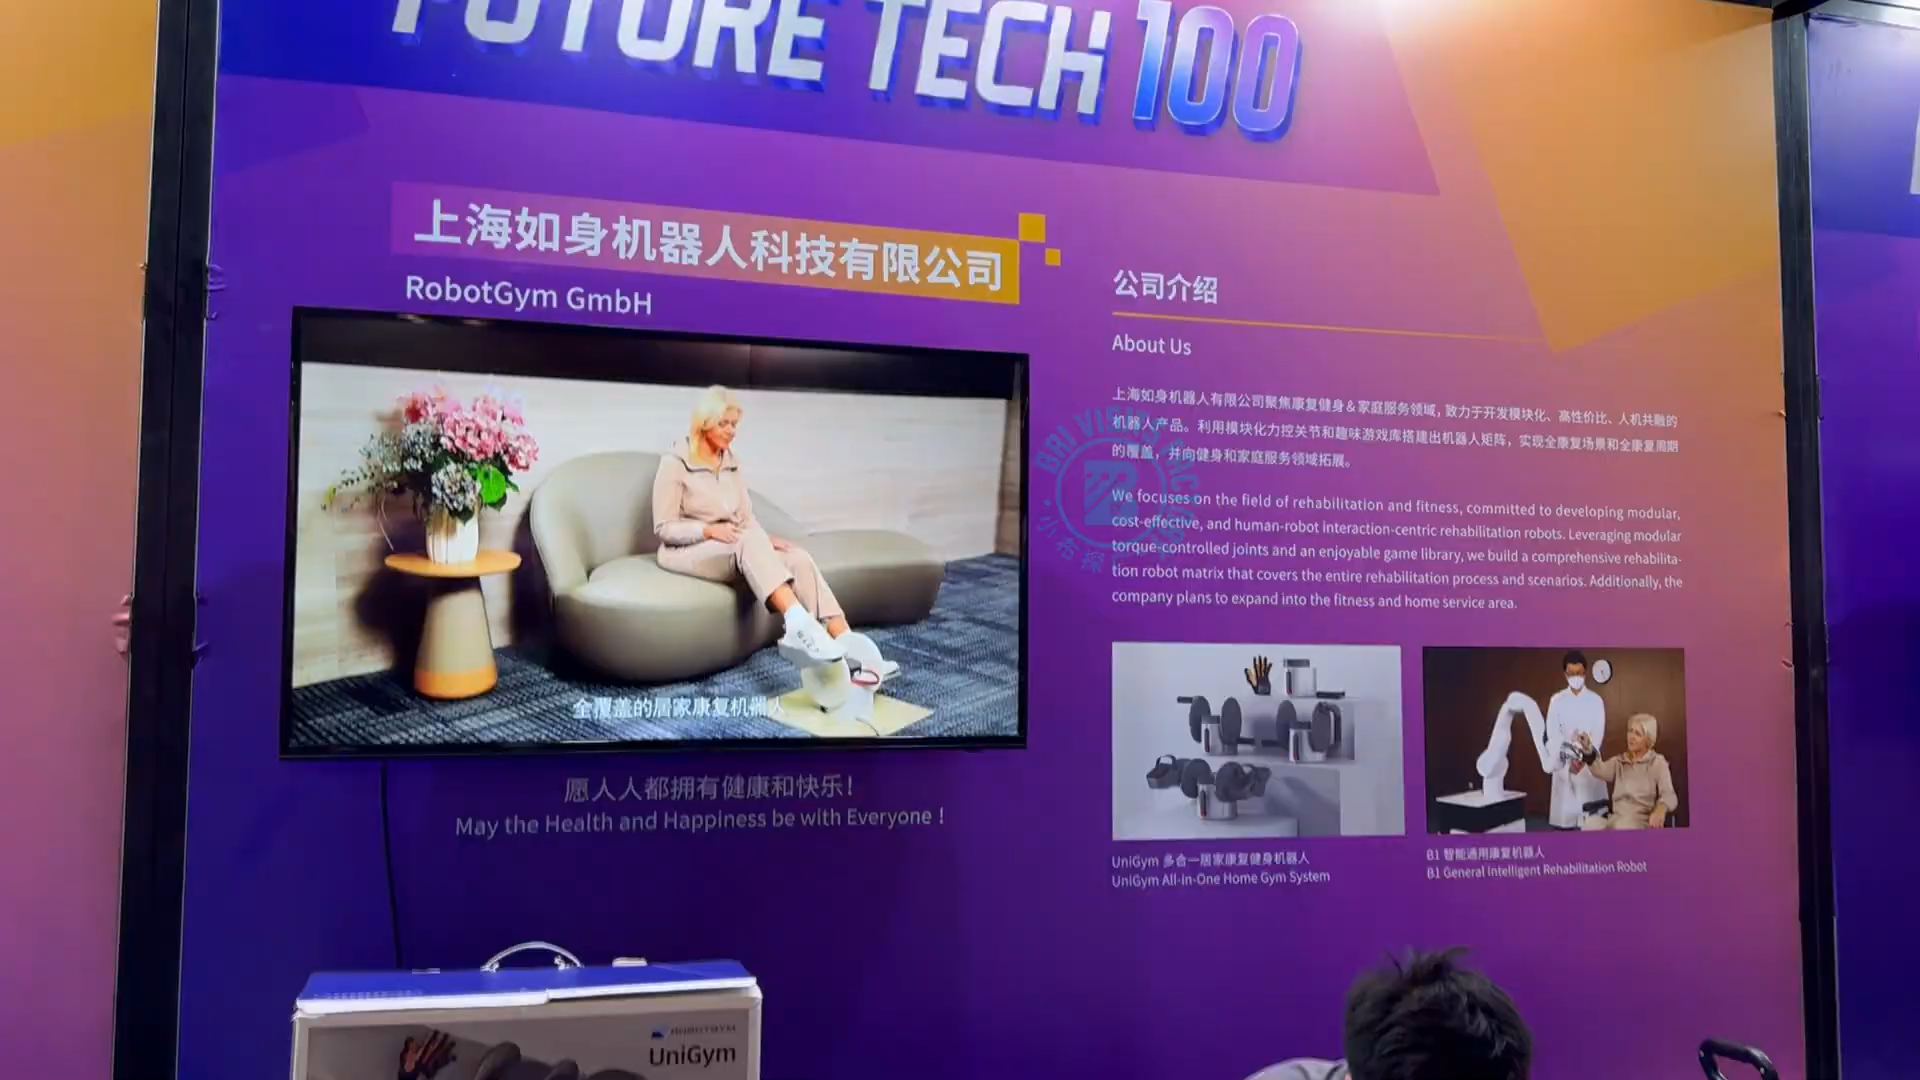 FUTURE TECH 100
上海如身机器人科技有限公司
RobotGym GmbH
全覆盖的居家康复机器人
愿人人都拥有健康和快乐！
May the Health and Happiness be with Everyone !
公司介绍
About Us
上海如身机器人有限公司聚焦康复健身&家庭服务领域，致力于开发模块化、高性价比、人机共融的
机器人产品。利用模块化力控关节和趣味游戏库搭建出机器人矩阵，实现全康复场景和全康复周期
的覆盖，并向健身和家庭服务领域拓展。
We focuses on the field of rehabilitation and fitness, committed to developing modular,
cost-effective, and human-robot interaction-centric rehabilitation robots. Leveraging modular
torque-controlled joints and an enjoyable game library, we build a comprehensive rehabilita-
tion robot matrix that covers the entire rehabilitation process and scenarios. Additionally, the
company plans to expand into the fitness and home service area.
UniGym 多合一居家康复健身机器人
UniGym All-in-One Home Gym System
B1 智能通用康复机器人
B1 General Intelligent Rehabilitation Robot
ROBOTGYM
UniGym